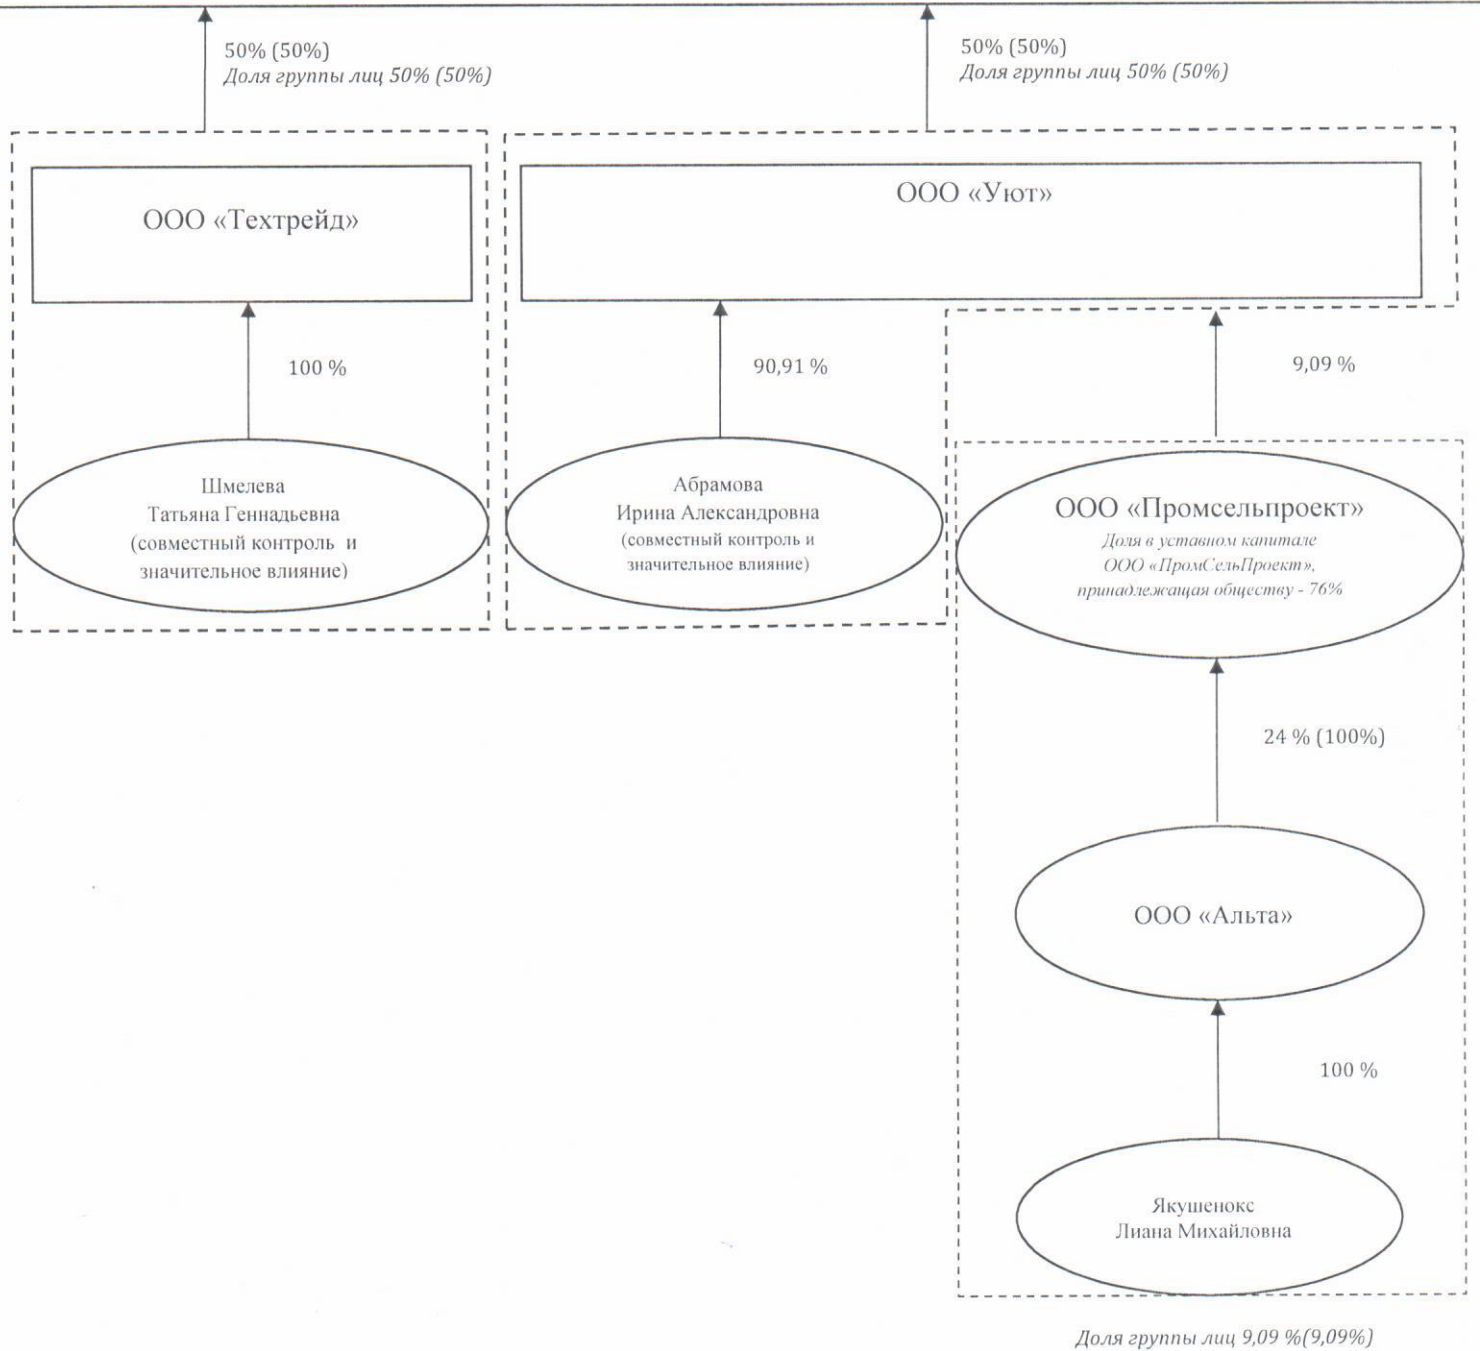 50% (50%)
Доля группы лиц 50% (50%)
50% (50%)
Доля группы лиц 50% (50%)
ООО «Техтрейд»
ООО «Уют»
100 %
90,91 %
9,09 %
Шмелева
Татьяна Геннадьевна
(совместный контроль и
значительное влияние)
Абрамова
Ирина Александровна
(совместный контроль и
значительное влияние)
ООО «Промсельпроект»
Доля в уставном капитале
ООО «ПромСельПроект»,
принадлежащая обществу - 76%
24 % (100%)
ООО «Альта»
100 %
Якушенокс
Лиана Михайловна
Доля группы лиц 9,09 %(9,09%)